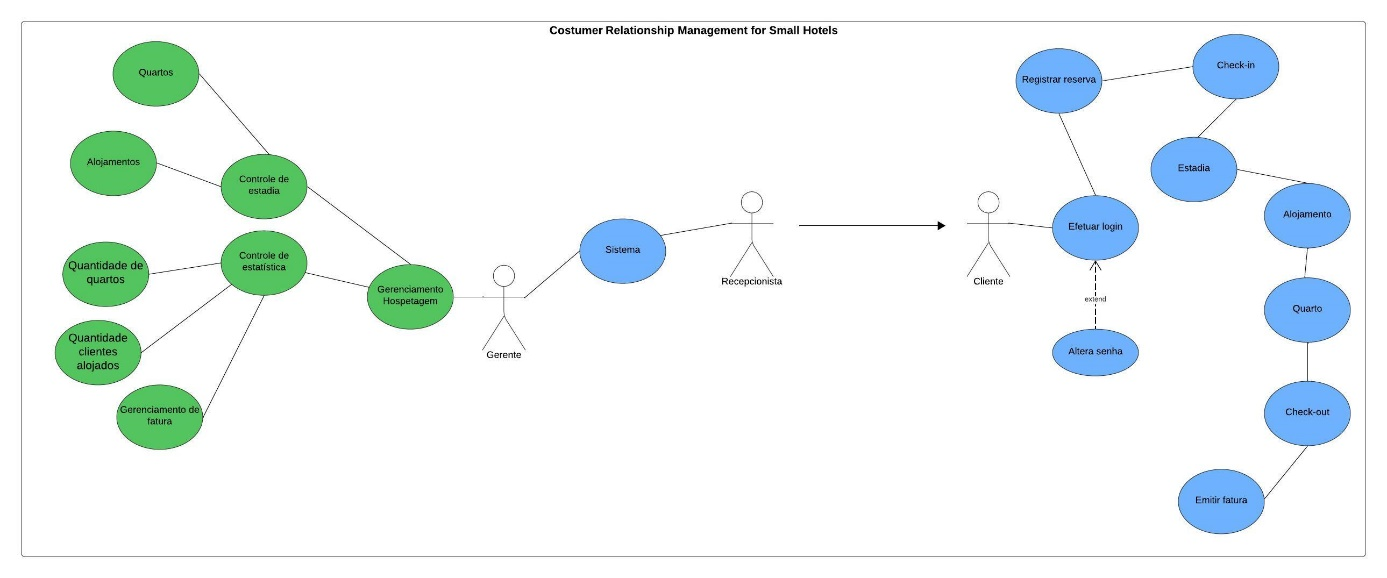 Costumer Relationship Management for Small Hotels
Quartos
Alojamentos
Controle de
estadia
Quantidade de
quartos
Controle de
estatística
Quantidade
clientes
alojados
Gerenciamento de
fatura
Gerenciamento
Hospetagem
Gerente
Sistema
Recepcionista
Cliente
Efetuar login
extend
Altera senha
Registrar reserva
Check-in
Estadia
Alojamento
Quarto
Check-out
Emitir fatura